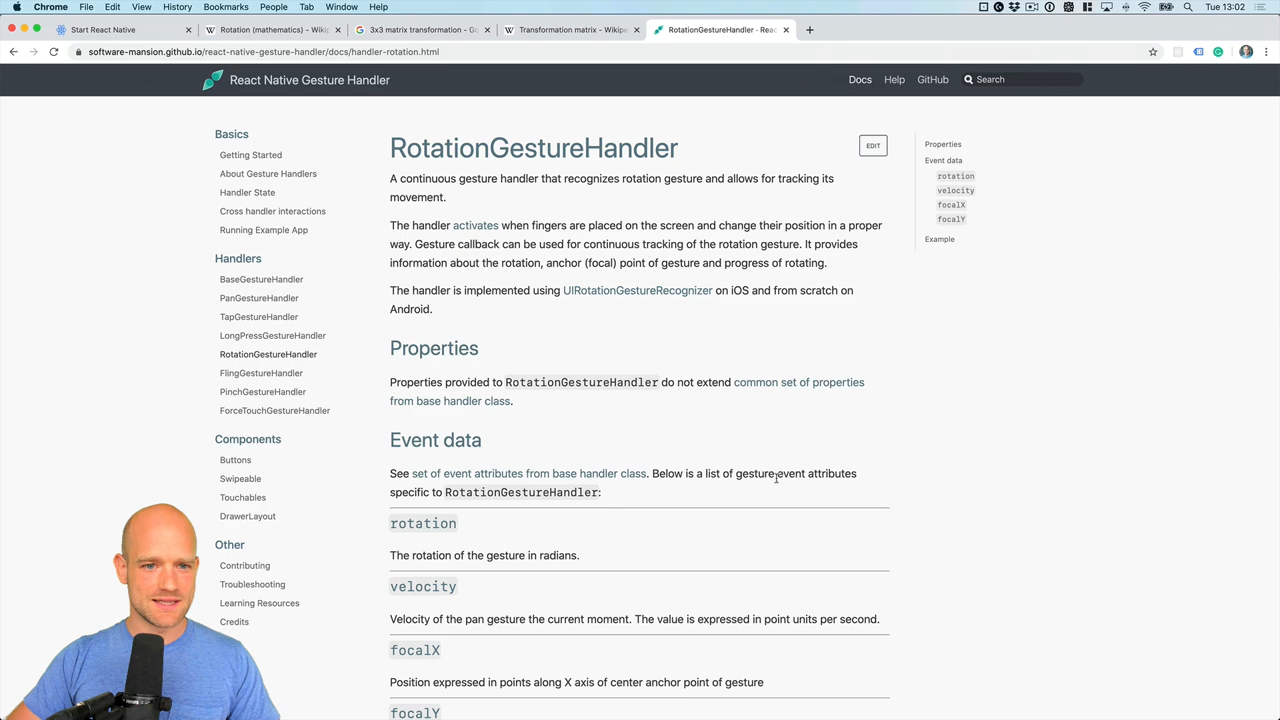 Chrome File Edit View History Bookmarks People Tab Window Help
Tue 13:02
Start React Native
Rotation (mathematics) - Wiki
3x3 matrix transformation - Go
Transformation matrix - Wikipe
RotationGestureHandler - Reac
software-mansion.github.io/react-native-gesture-handler/docs/handler-rotation.html
React Native Gesture Handler
Docs Help GitHub Search
Basics
Getting Started
About Gesture Handlers
Handler State
Cross handler interactions
Running Example App
Handlers
BaseGestureHandler
PanGestureHandler
TapGestureHandler
LongPressGestureHandler
RotationGestureHandler
FlingGestureHandler
PinchGestureHandler
ForceTouchGestureHandler
Components
Buttons
Swipeable
Touchables
DrawerLayout
Other
Contributing
Troubleshooting
Learning Resources
Credits
RotationGestureHandler
EDIT
A continuous gesture handler that recognizes rotation gesture and allows for tracking its
movement.
The handler activates when fingers are placed on the screen and change their position in a proper
way. Gesture callback can be used for continuous tracking of the rotation gesture. It provides
information about the rotation, anchor (focal) point of gesture and progress of rotating.
The handler is implemented using UIRotationGestureRecognizer on iOS and from scratch on
Android.
Properties
Properties provided to RotationGestureHandler do not extend common set of properties
from base handler class.
Event data
See set of event attributes from base handler class. Below is a list of gesture event attributes
specific to RotationGestureHandler:
rotation
The rotation of the gesture in radians.
velocity
Velocity of the pan gesture the current moment. The value is expressed in point units per second.
focalX
Position expressed in points along X axis of center anchor point of gesture
focalY
Properties
Event data
rotation
velocity
focalX
focalY
Example